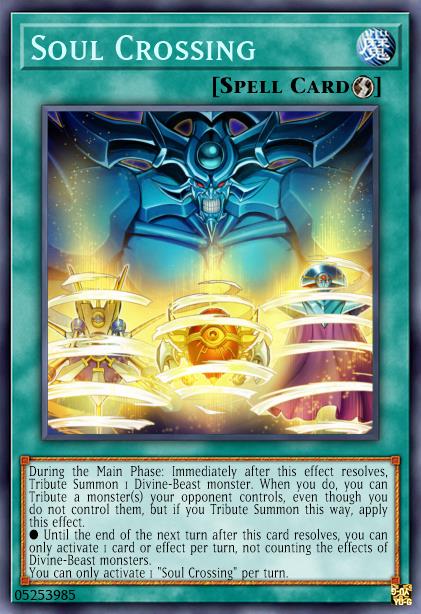 SOUL CROSSING
魔
[SPELL CARD]
During the Main Phase: Immediately after this effect resolves,
Tribute Summon 1 Divine-Beast monster. When you do, you can
Tribute a monster(s) your opponent controls, even though you
do not control them, but if you Tribute Summon this way, apply
this effect.
● Until the end of the next turn after this card resolves, you can
only activate 1 card or effect per turn, not counting the effects of
Divine-Beast monsters.
You can only activate 1 "Soul Crossing" per turn.
05253985